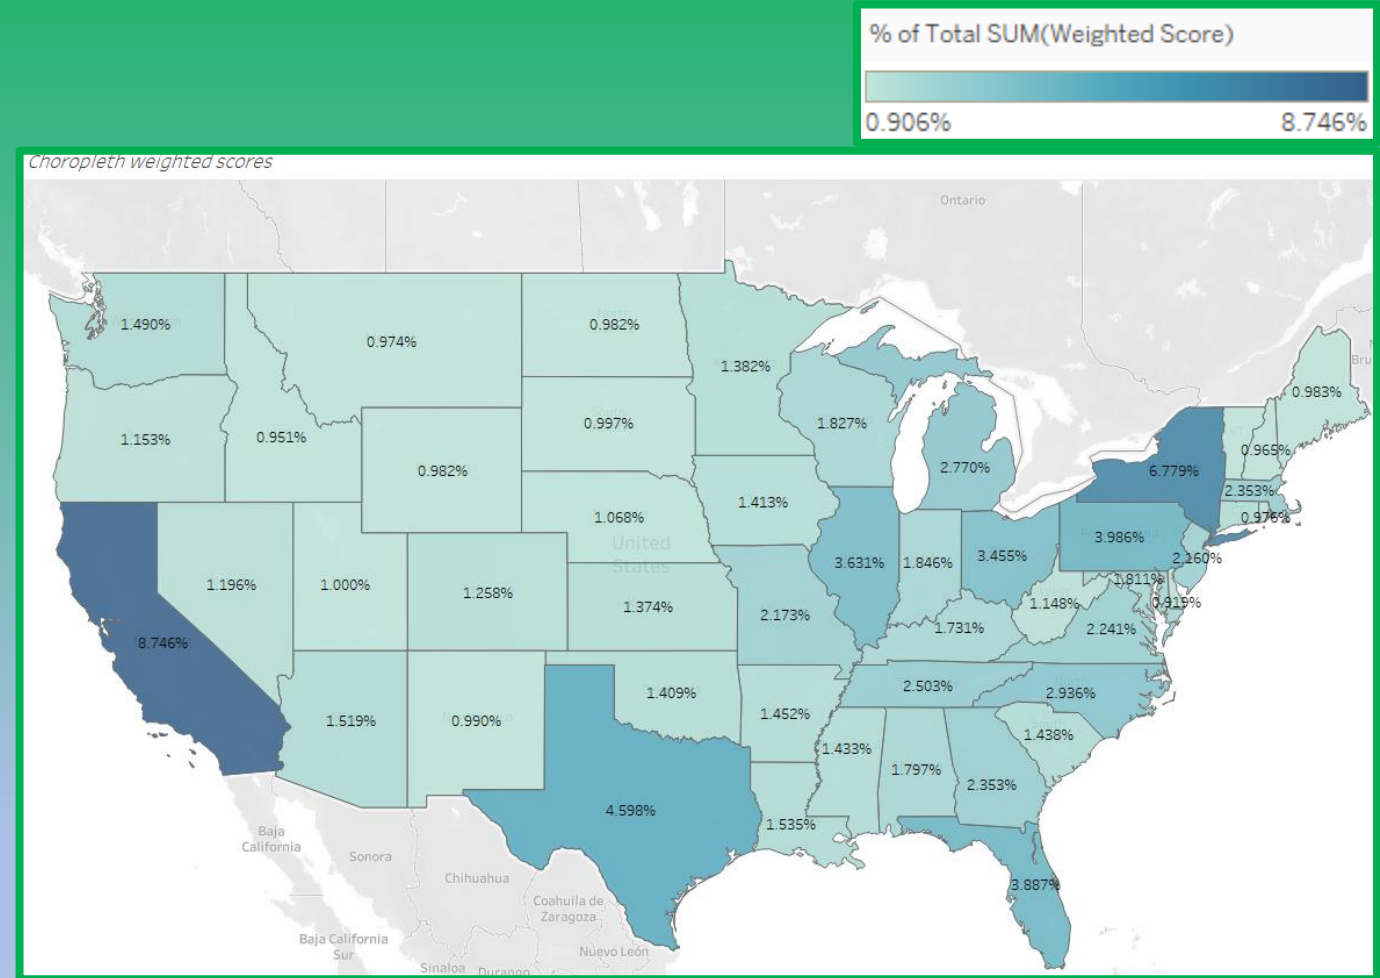 % of Total SUM(Weighted Score)
0.906% 8.746%
Choropleth weighted scores
Ontario
1.490%
0.974%
0.982%
1.382%
0.983%
1.153%
0.951%
0.982%
0.997%
1.827%
2.770%
6.779%
0.965%
2.353%
0.976%
1.413%
1.068%
United
States
3.986%
2.160%
1.196%
1.000%
1.258%
1.374%
3.631%
1.846%
3.455%
1.811%
0.919%
1.148%
2.241%
8.746%
2.173%
1.731%
2.503%
2.936%
1.519%
0.990%
1.409%
1.452%
1.433%
1.797%
2.353%
1.438%
4.598%
1.535%
3.887%
Baja
California
Sonora
Chihuahua
Coahuila de
Zaragoza
Baja California
Sur
Nuevo León
Sinaloa
Durango